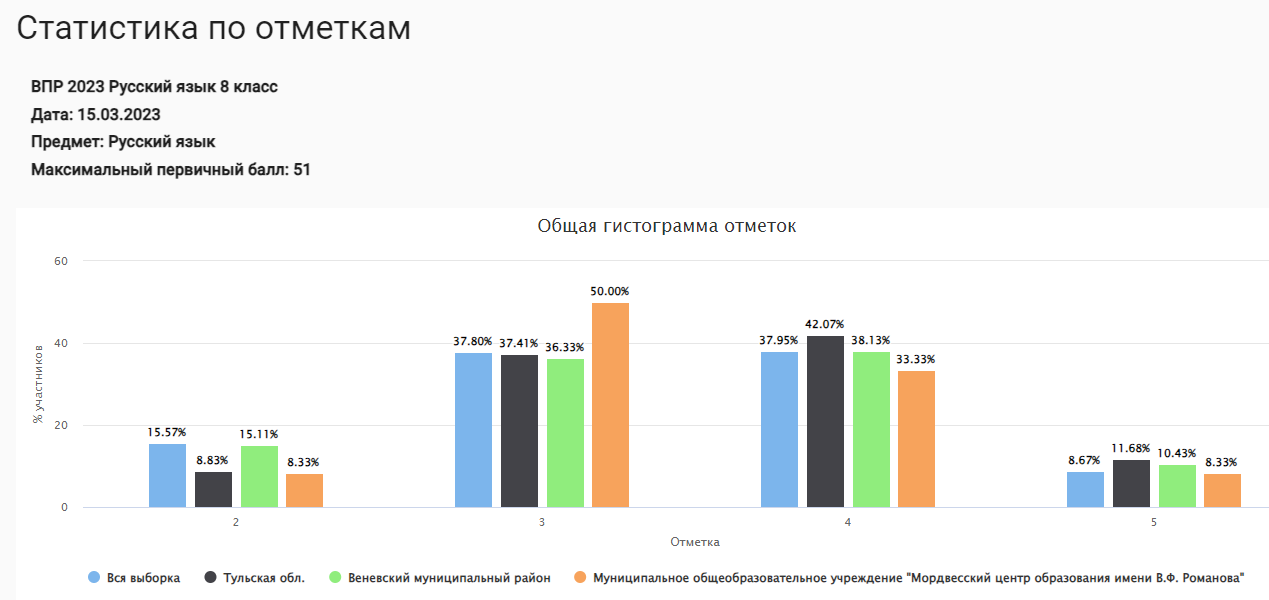 Статистика по отметкам
ВПР 2023 Русский язык 8 класс
Дата: 15.03.2023
Предмет: Русский язык
Максимальный первичный балл: 51
Общая гистограмма отметок
% участников
60
40
20
0
15.57% 8.83% 15.11% 8.33%
37.80% 37.41% 36.33% 50.00%
37.95% 42.07% 38.13% 33.33%
8.67% 11.68% 10.43% 8.33%
2 3 4 5
Отметка
Вся выборка Тульская обл. Веневский муниципальный район Муниципальное общеобразовательное учреждение "Мордвесский центр образования имени В.Ф. Романова"